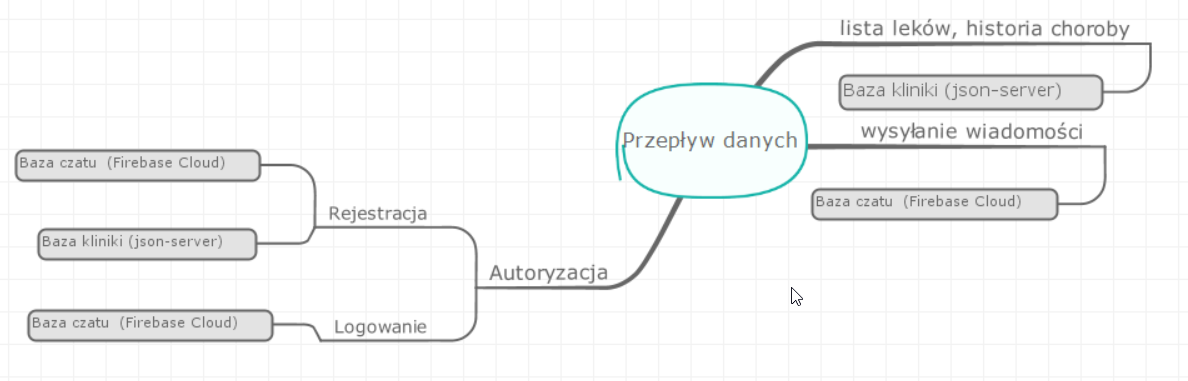 lista leków, historia choroby
Baza kliniki (json-server)
Przepływ danych
wysyłanie wiadomości
Baza czatu  (Firebase Cloud)
Baza czatu  (Firebase Cloud)
Rejestracja
Baza kliniki (json-server)
Autoryzacja
Baza czatu  (Firebase Cloud)
Logowanie